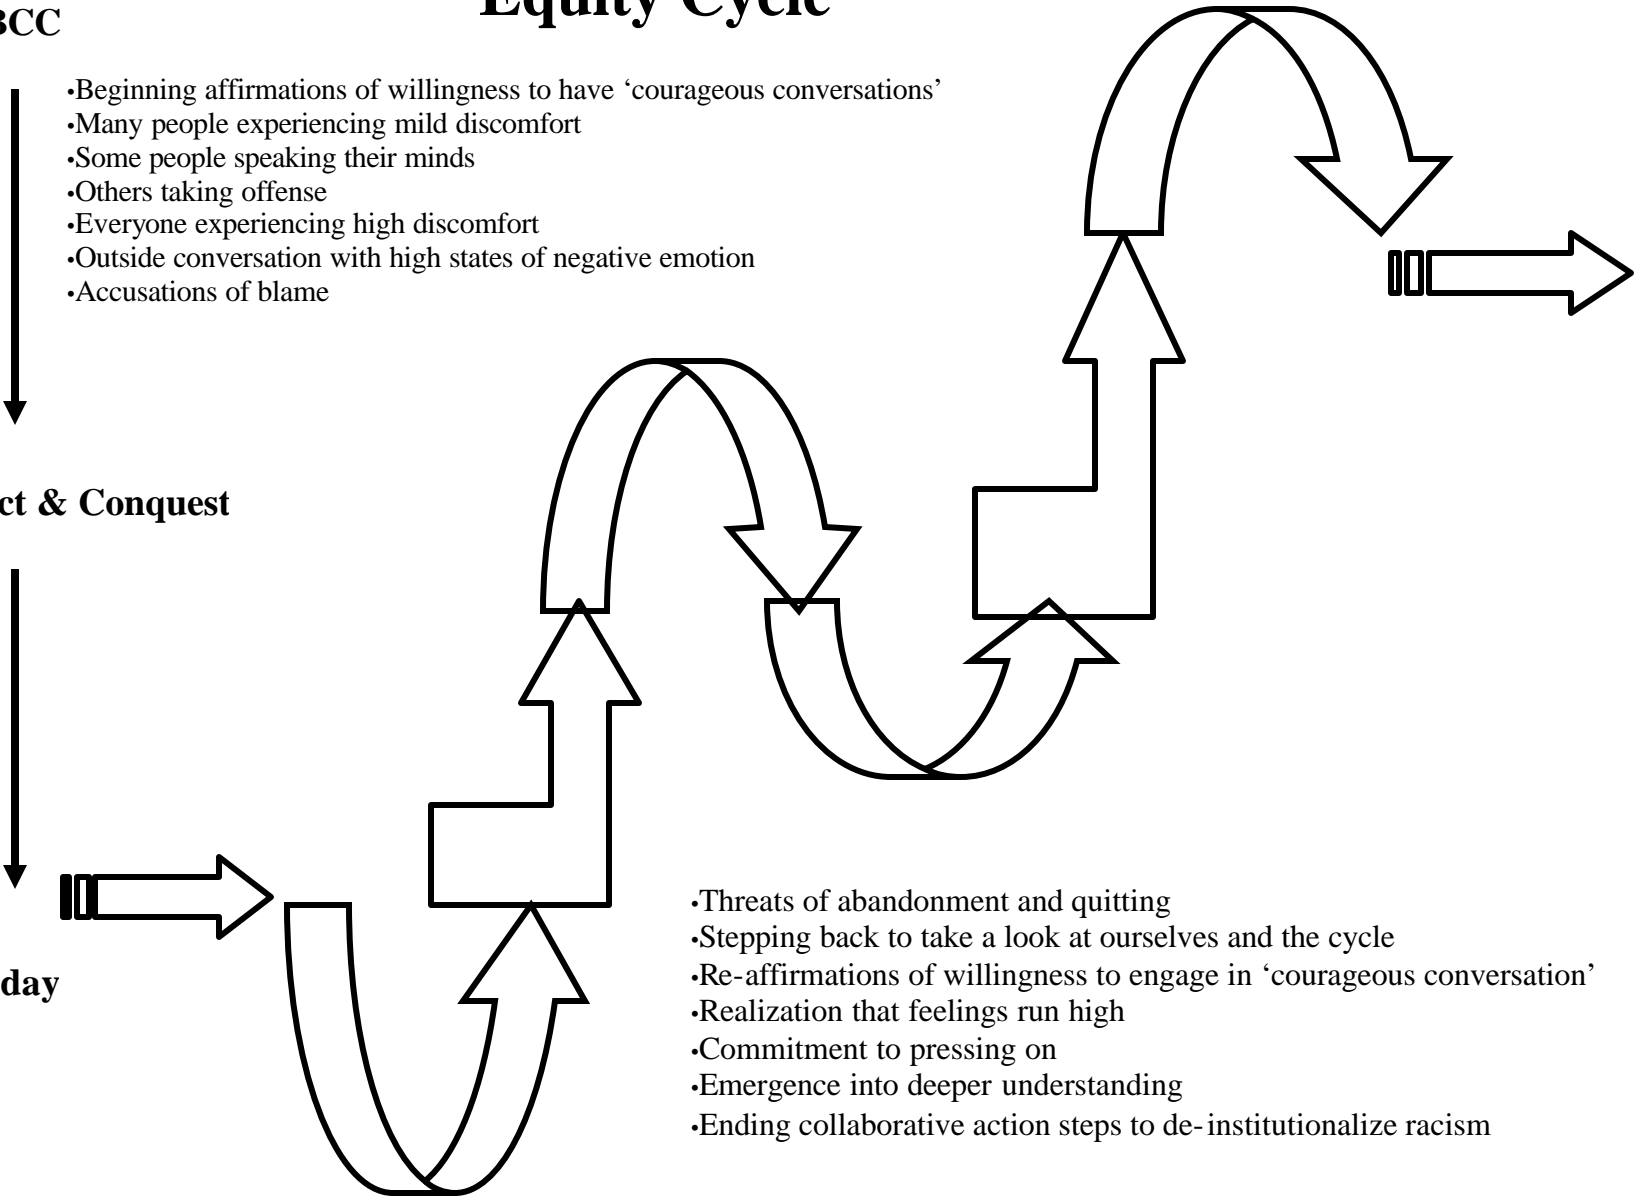 Equity Cycle
BCC
•Beginning affirmations of willingness to have ‘courageous conversations’
•Many people experiencing mild discomfort
•Some people speaking their minds
•Others taking offense
•Everyone experiencing high discomfort
•Outside conversation with high states of negative emotion
•Accusations of blame
ct & Conquest
day
•Threats of abandonment and quitting
•Stepping back to take a look at ourselves and the cycle
•Re-affirmations of willingness to engage in ‘courageous conversation’
•Realization that feelings run high
•Commitment to pressing on
•Emergence into deeper understanding
•Ending collaborative action steps to de-institutionalize racism